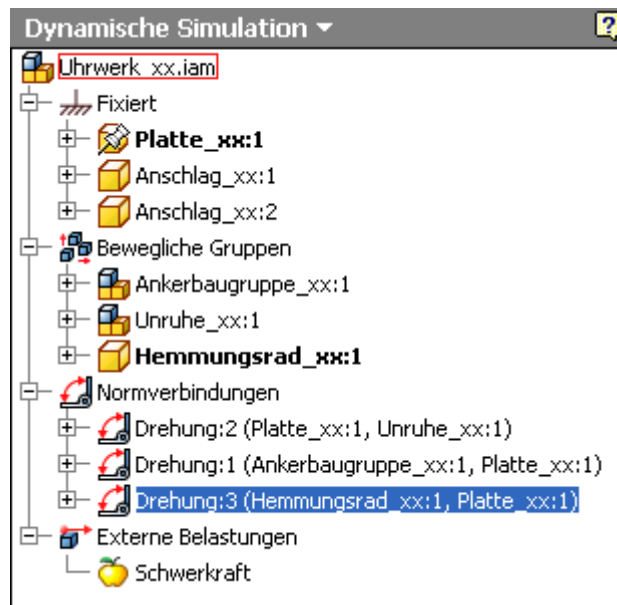 Dynamische Simulation
Uhrwerk_xx.iam
Fixiert
Platte_xx:1
Anschlag_xx:1
Anschlag_xx:2
Bewegliche Gruppen
Ankerbaugruppe_xx:1
Unruhe_xx:1
Hemmungsrad_xx:1
Normverbindungen
Drehung:2 (Platte_xx:1, Unruhe_xx:1)
Drehung:1 (Ankerbaugruppe_xx:1, Platte_xx:1)
Drehung:3 (Hemmungsrad_xx:1, Platte_xx:1)
Externe Belastungen
Schwerkraft